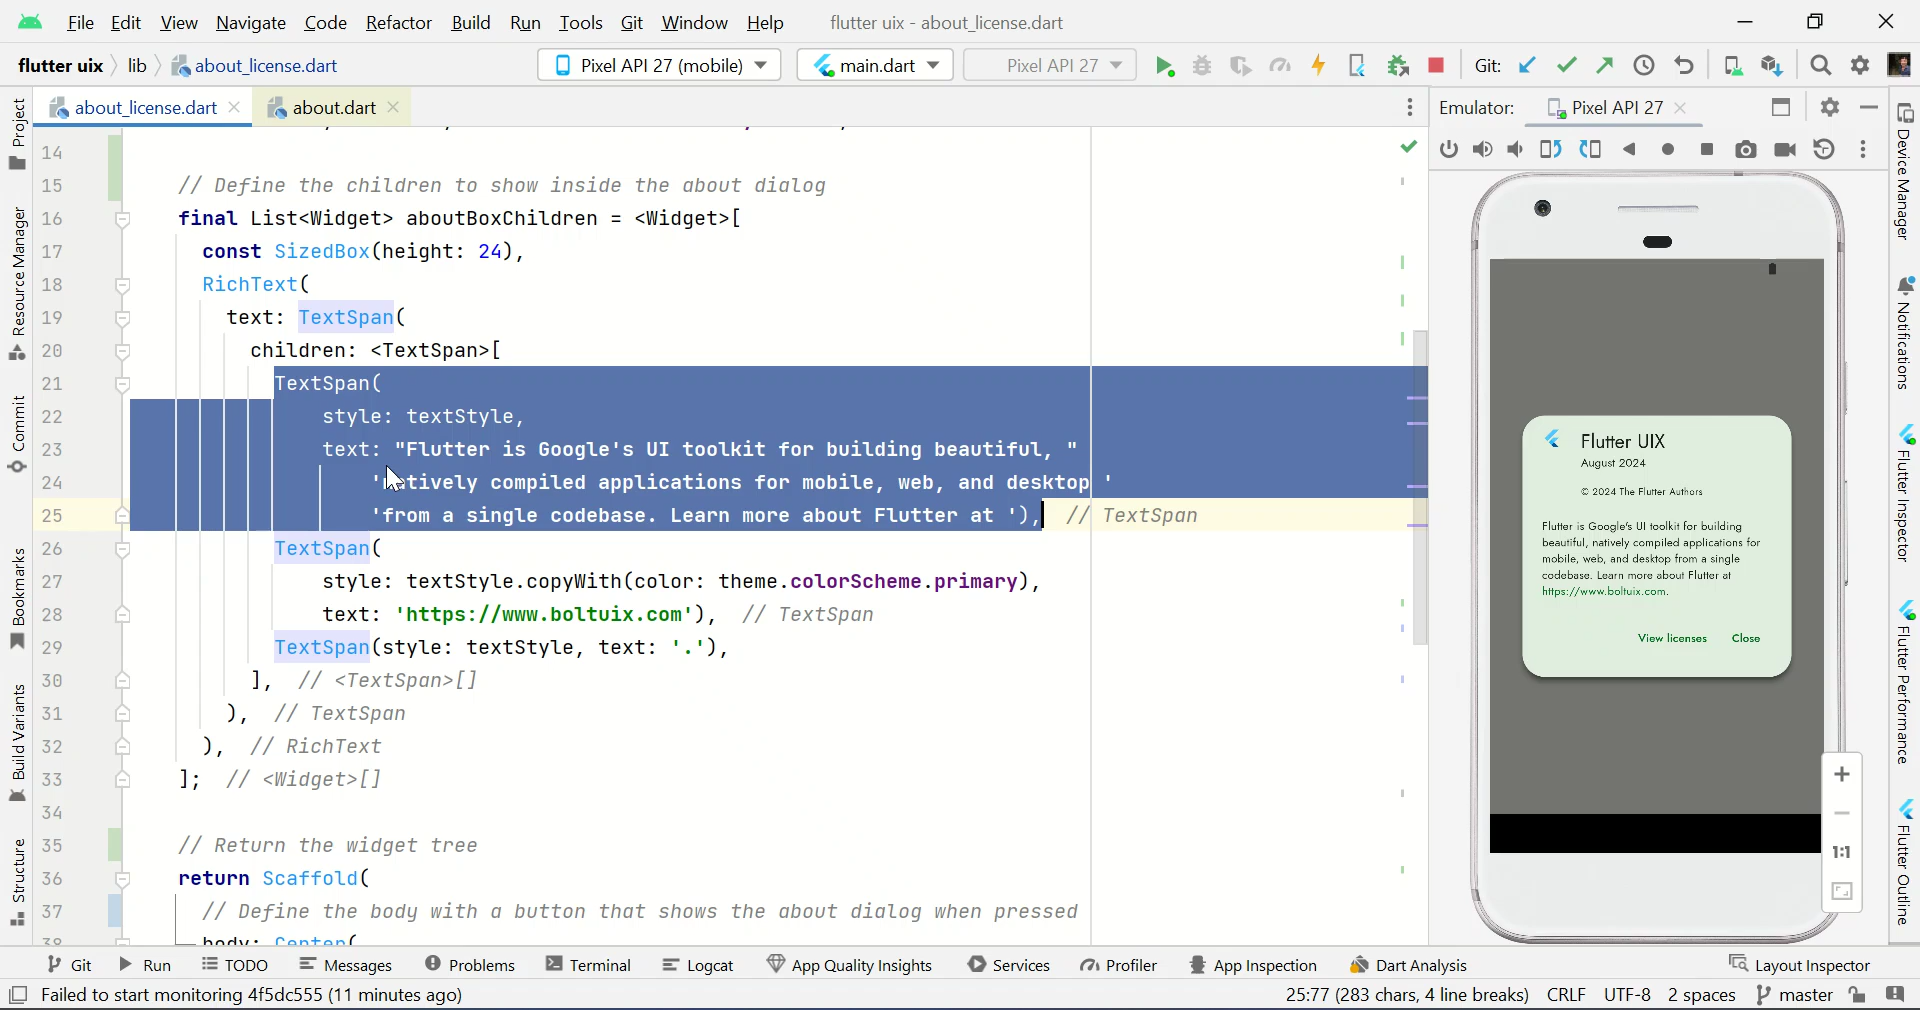 File Edit View Navigate Code Refactor Build Run Tools Git Window Help flutter uix - about_license.dart
flutter uix lib about_license.dart Pixel API 27 (mobile) main.dart Pixel API 27 Git:
about_license.dart about.dart Emulator: Pixel API 27
Project
Resource Manager
Commit
Bookmarks
Build Variants
Structure
14
15 // Define the children to show inside the about dialog
16 final List<Widget> aboutBoxChildren = <Widget>[
17 const SizedBox(height: 24),
18 RichText(
19 text: TextSpan(
20 children: <TextSpan>[
21 TextSpan(
22 style: textStyle,
23 text: "Flutter is Google's UI toolkit for building beautiful, "
24 'natively compiled applications for mobile, web, and desktop '
25 'from a single codebase. Learn more about Flutter at '), // TextSpan
26 TextSpan(
27 style: textStyle.copyWith(color: theme.colorScheme.primary),
28 text: 'https://www.boltuix.com'), // TextSpan
29 TextSpan(style: textStyle, text: '.'),
30 ], // <TextSpan>[]
31 ), // TextSpan
32 ), // RichText
33 ]; // <Widget>[]
34
35 // Return the widget tree
36 return Scaffold(
37 // Define the body with a button that shows the about dialog when pressed
38 body: Center(
Flutter UIX
August 2024
© 2024 The Flutter Authors
Flutter is Google's UI toolkit for building
beautiful, natively compiled applications for
mobile, web, and desktop from a single
codebase. Learn more about Flutter at
https://www.boltuix.com.
View licenses Close
1:1
Device Manager
Notifications
Flutter Inspector
Flutter Performance
Flutter Outline
Git Run TODO Messages Problems Terminal Logcat App Quality Insights Services Profiler App Inspection Dart Analysis Layout Inspector
Failed to start monitoring 4f5dc555 (11 minutes ago) 25:77 (283 chars, 4 line breaks) CRLF UTF-8 2 spaces master